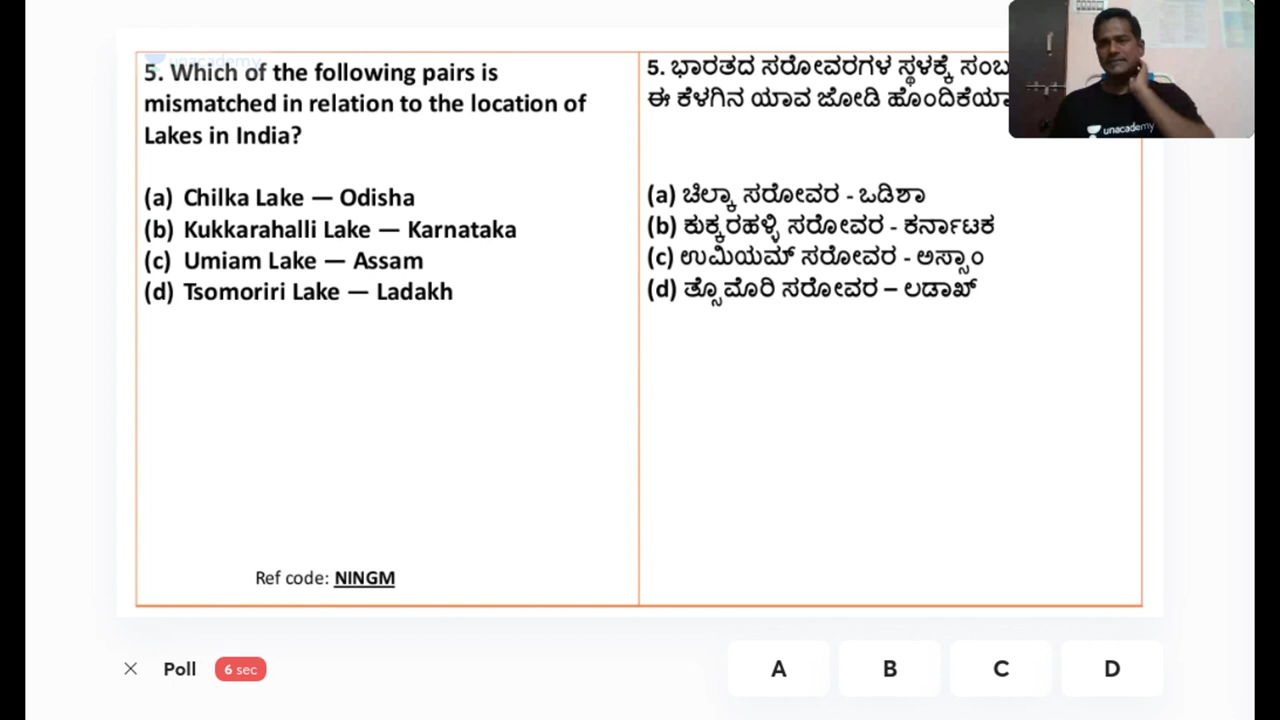 5. Which of the following pairs is
mismatched in relation to the location of
Lakes in India?
(a) Chilka Lake — Odisha
(b) Kukkarahalli Lake — Karnataka
(c) Umiam Lake — Assam
(d) Tsomoriri Lake — Ladakh
Ref code: NINGM
5. ಭಾರತದ ಸರೋವರಗಳ ಸ್ಥಳಕ್ಕೆ
ಈ ಕೆಳಗಿನ ಯಾವ ಜೋಡಿ
(a) ಚಿಲ್ಕಾ ಸರೋವರ - ಒಡಿಶಾ
(b) ಕುಕ್ಕರಹಳ್ಳಿ ಸರೋವರ - ಕರ್ನಾಟಕ
(c) ಉಮಿಯಮ್ ಸರೋವರ - ಅಸ್ಸಾಂ
(d) ತ್ಸೊಮೊರಿ ಸರೋವರ – ಲಡಾಖ್
unacademy
unacademy
Poll 6 sec
A B C D